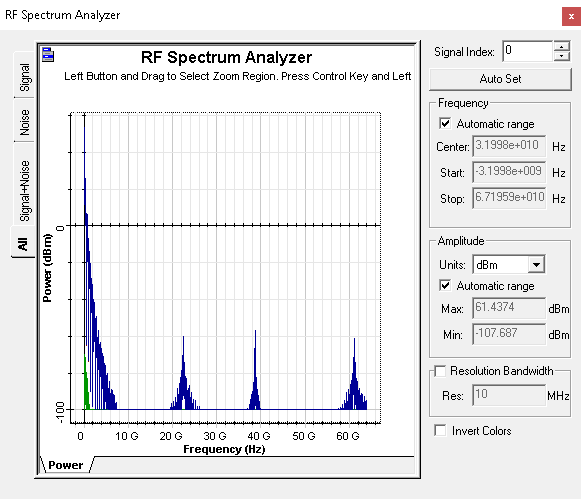 RF Spectrum Analyzer
x
RF Spectrum Analyzer
Left Button and Drag to Select Zoom Region. Press Control Key and Left
Signal
Noise
Signal+Noise
All
Power (dBm)
0
-100
0
10 G
20 G
30 G
40 G
50 G
60 G
Frequency (Hz)
Power
Signal Index:
0
Auto Set
Frequency
Automatic range
Center: 3.1998e+010 Hz
Start: -3.1998e+009 Hz
Stop: 6.71959e+010 Hz
Amplitude
Units: dBm
Automatic range
Max: 61.4374 dBm
Min: -107.687 dBm
Resolution Bandwidth
Res: 10 MHz
Invert Colors